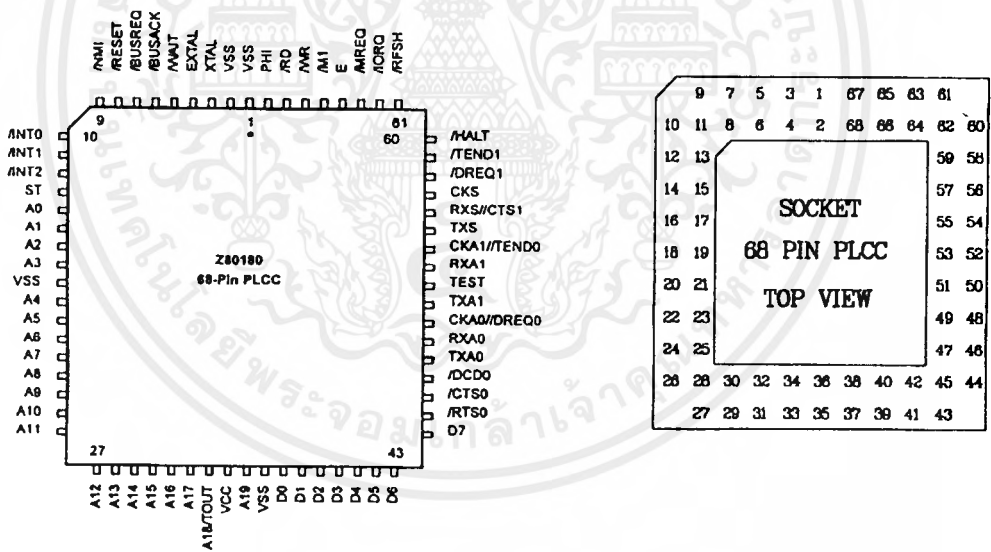 /NMI
/RESET
/BUSREQ
/BUSACK
/WAIT
EXTAL
XTAL
VSS
VSS
PHI
/RD
/WR
/M1
E
/MREQ
/IORQ
/RFSH
9
1
61
10
60
/INT0
/INT1
/INT2
ST
A0
A1
A2
A3
VSS
A4
A5
A6
A7
A8
A9
A10
A11
Z80180
68-Pin PLCC
/HALT
/TEND1
/DREQ1
CKS
RXS//CTS1
TXS
CKA1//TEND0
RXA1
TEST
TXA1
CKA0//DREQ0
RXA0
TXA0
/DCD0
/CTS0
/RTS0
D7
27
43
A12
A13
A14
A15
A16
A17
A18/TOUT
VCC
A19
VSS
D0
D1
D2
D3
D4
D5
D6
9 7 5 3 1 67 65 63 61
10 11 8 6 4 2 68 66 64 62 60
12 13 59 58
14 15 57 56
16 17 55 54
18 19 53 52
20 21 51 50
22 23 49 48
24 25 47 46
26 28 30 32 34 36 38 40 42 45 44
27 29 31 33 35 37 39 41 43
SOCKET
68 PIN PLCC
TOP VIEW